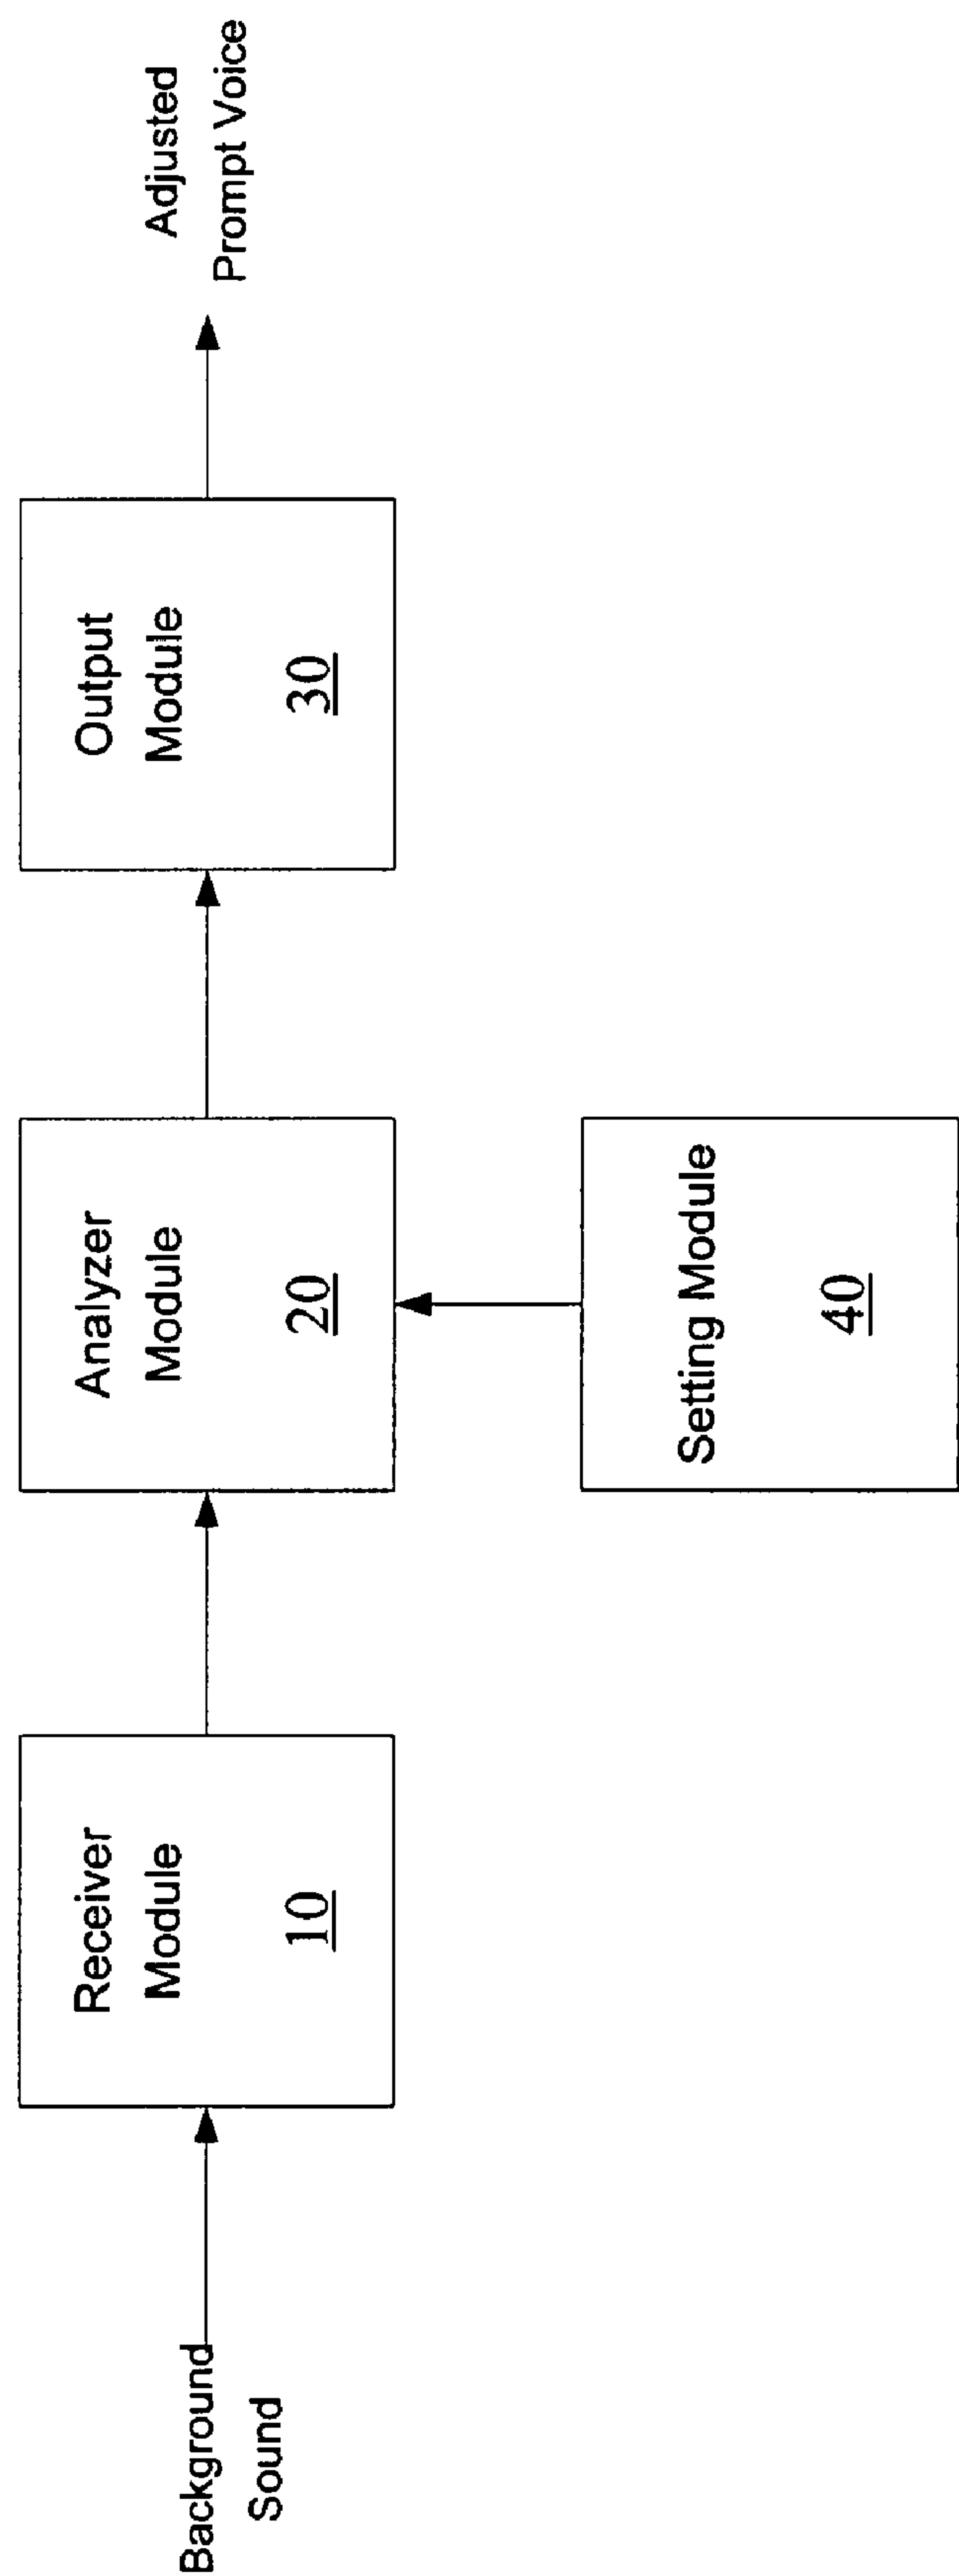 Background
Sound
Receiver
Module
10
Analyzer
Module
20
Setting Module
40
Output
Module
30
Adjusted
Prompt Voice